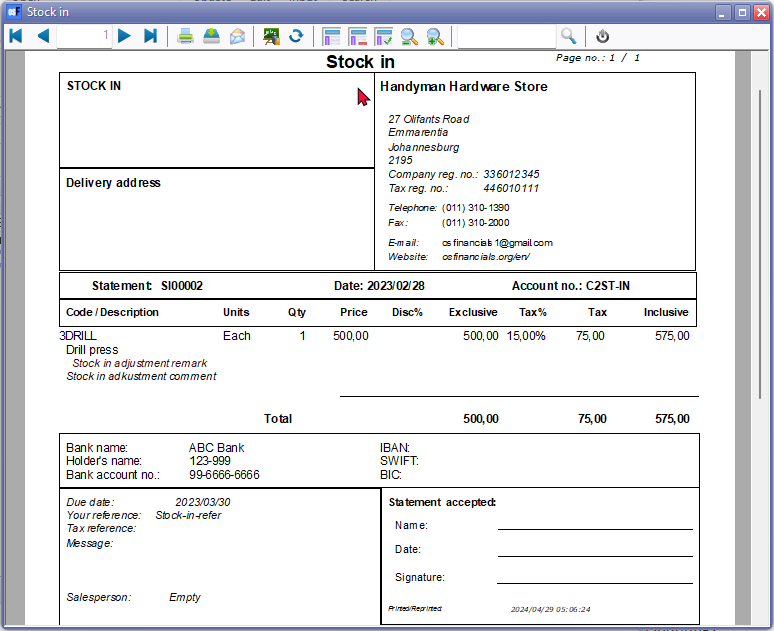 Stock in
1
Stock in
Page no.: 1 / 1
STOCK IN
Handyman Hardware Store
27 Olifants Road
Emmarentia
Johannesburg
2195
Company reg. no.: 336012345
Tax reg. no.: 446010111
Delivery address
Telephone: (011) 310-1390
Fax: (011) 310-2000
E-mail: osfinancials1@gmail.com
Website: osfinancials.org/en/
Statement: SI00002 Date: 2023/02/28 Account no.: C2ST-IN
Code / Description Units Qty Price Disc% Exclusive Tax% Tax Inclusive
3DRILL Each 1 500,00 500,00 15,00% 75,00 575,00
Drill press
Stock in adjustment remark
Stock in adkustment comment
Total 500,00 75,00 575,00
Bank name: ABC Bank IBAN:
Holder's name: 123-999 SWIFT:
Bank account no.: 99-6666-6666 BIC:
Due date: 2023/03/30
Your reference: Stock-in-refer
Tax reference:
Message:
Salesperson: Empty
Statement accepted:
Name:
Date:
Signature:
Printed/Reprinted: 2024/04/29 05:06:24